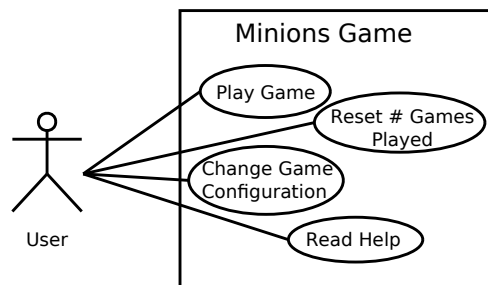 Minions Game
Play Game
Reset # Games
Played
Change Game
Configuration
Read Help
User